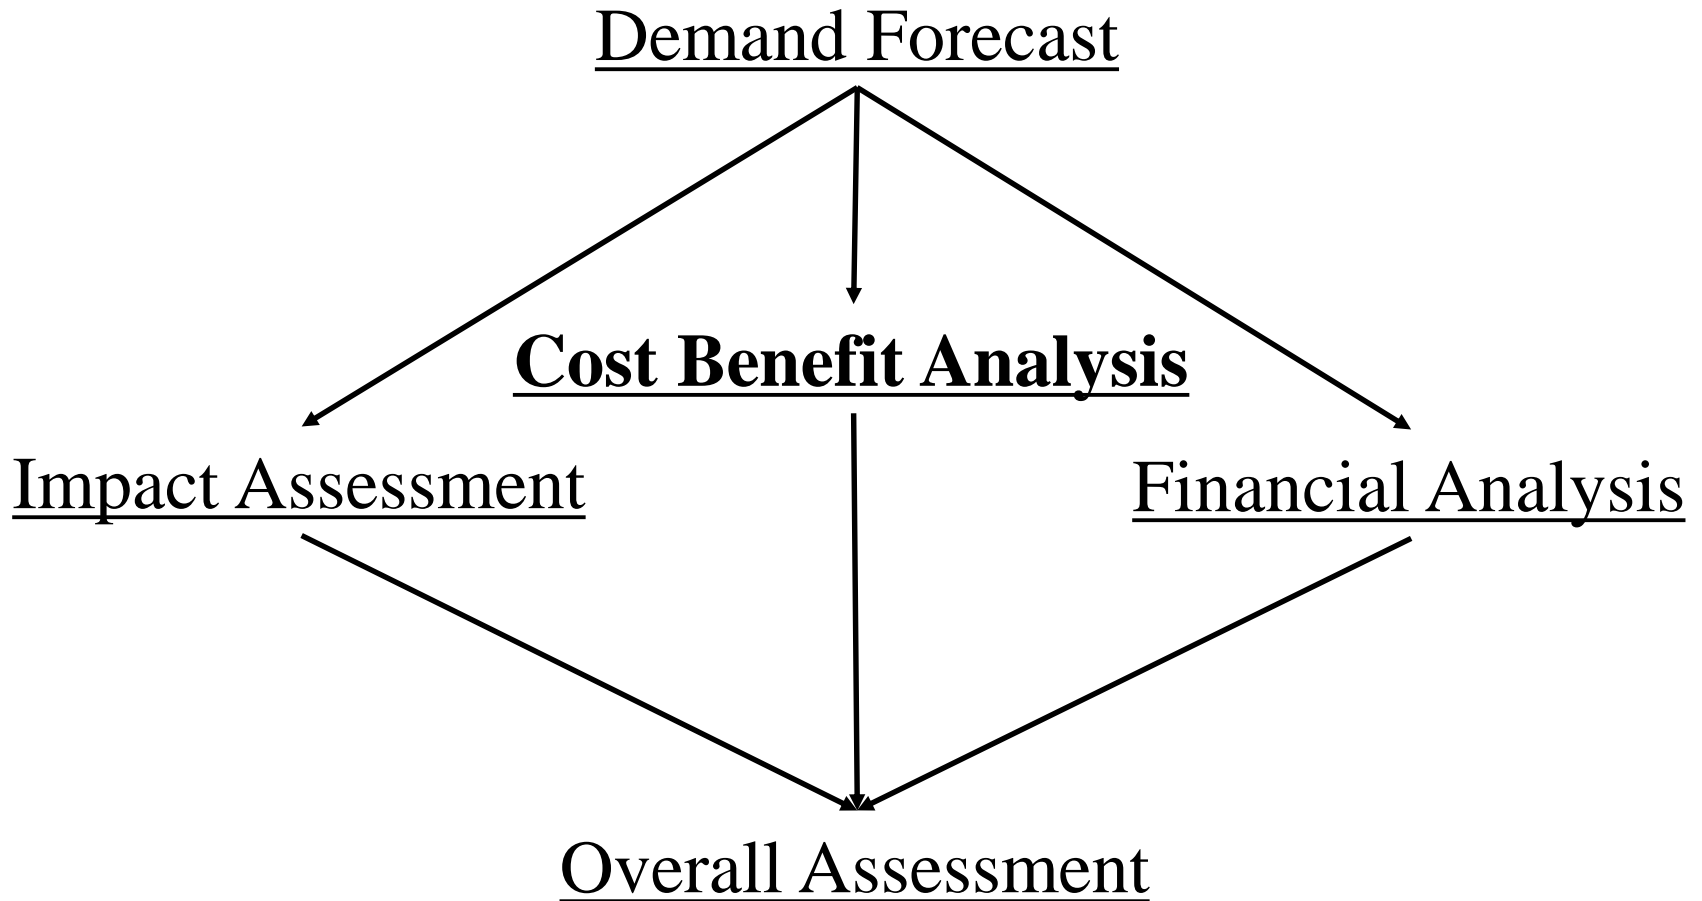 Demand Forecast
Cost Benefit Analysis
Impact Assessment
Financial Analysis
Overall Assessment